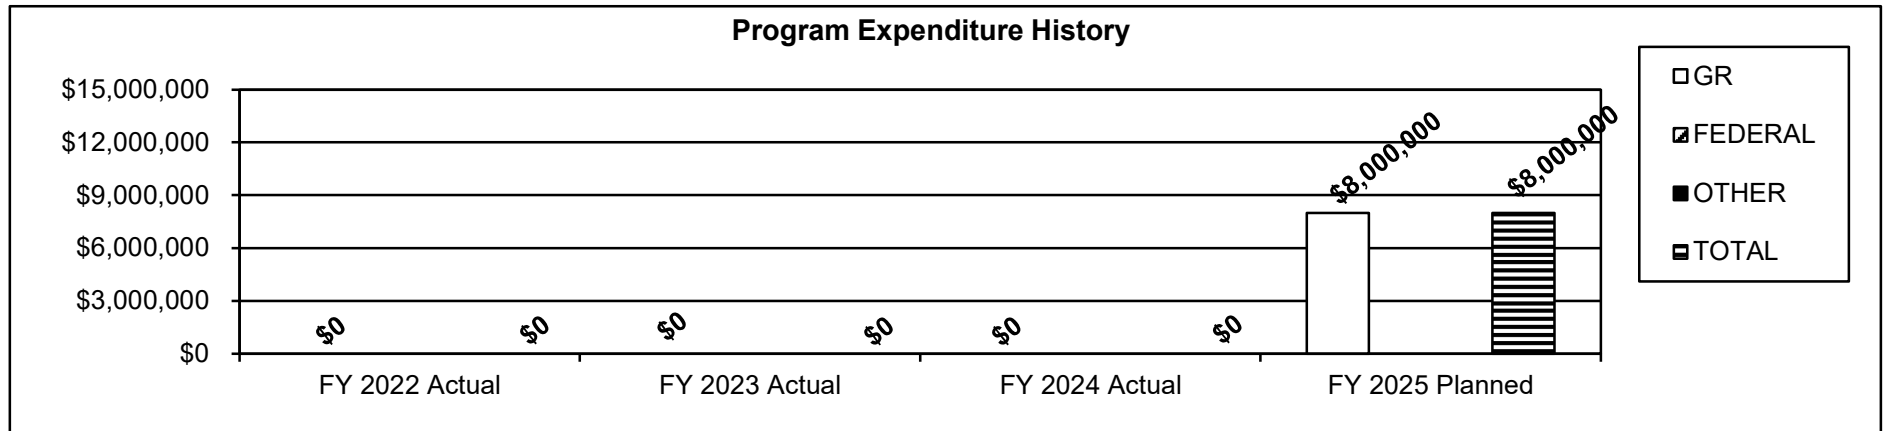 Program Expenditure History
$15,000,000
$12,000,000
$9,000,000
$6,000,000
$3,000,000
$0
$0
$0
$0
$0
$0
$0
$8,000,000
$8,000,000
FY 2022 Actual
FY 2023 Actual
FY 2024 Actual
FY 2025 Planned
GR
FEDERAL
OTHER
TOTAL